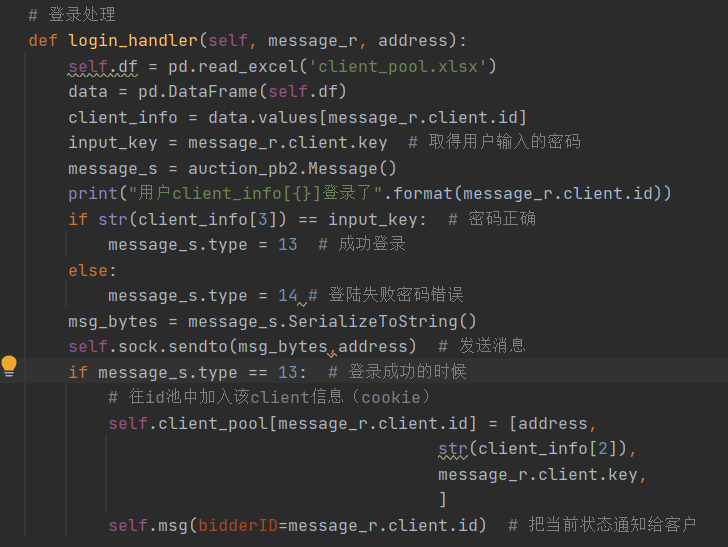 # 登录处理
def login_handler(self, message_r, address):
    self.df = pd.read_excel('client_pool.xlsx')
    data = pd.DataFrame(self.df)
    client_info = data.values[message_r.client.id]
    input_key = message_r.client.key  # 取得用户输入的密码
    message_s = auction_pb2.Message()
    print("用户client_info[{}]登录了".format(message_r.client.id))
    if str(client_info[3]) == input_key:  # 密码正确
        message_s.type = 13  # 成功登录
    else:
        message_s.type = 14 # 登陆失败密码错误
    msg_bytes = message_s.SerializeToString()
    self.sock.sendto(msg_bytes,address)  # 发送消息
    if message_s.type == 13:  # 登录成功的时候
        # 往id池中加入该client信息（cookie）
        self.client_pool[message_r.client.id] = [address,
                                         str(client_info[2]),
                                         message_r.client.key,
                                         ]
        self.msg(bidderID=message_r.client.id)  # 把当前状态通知给客户